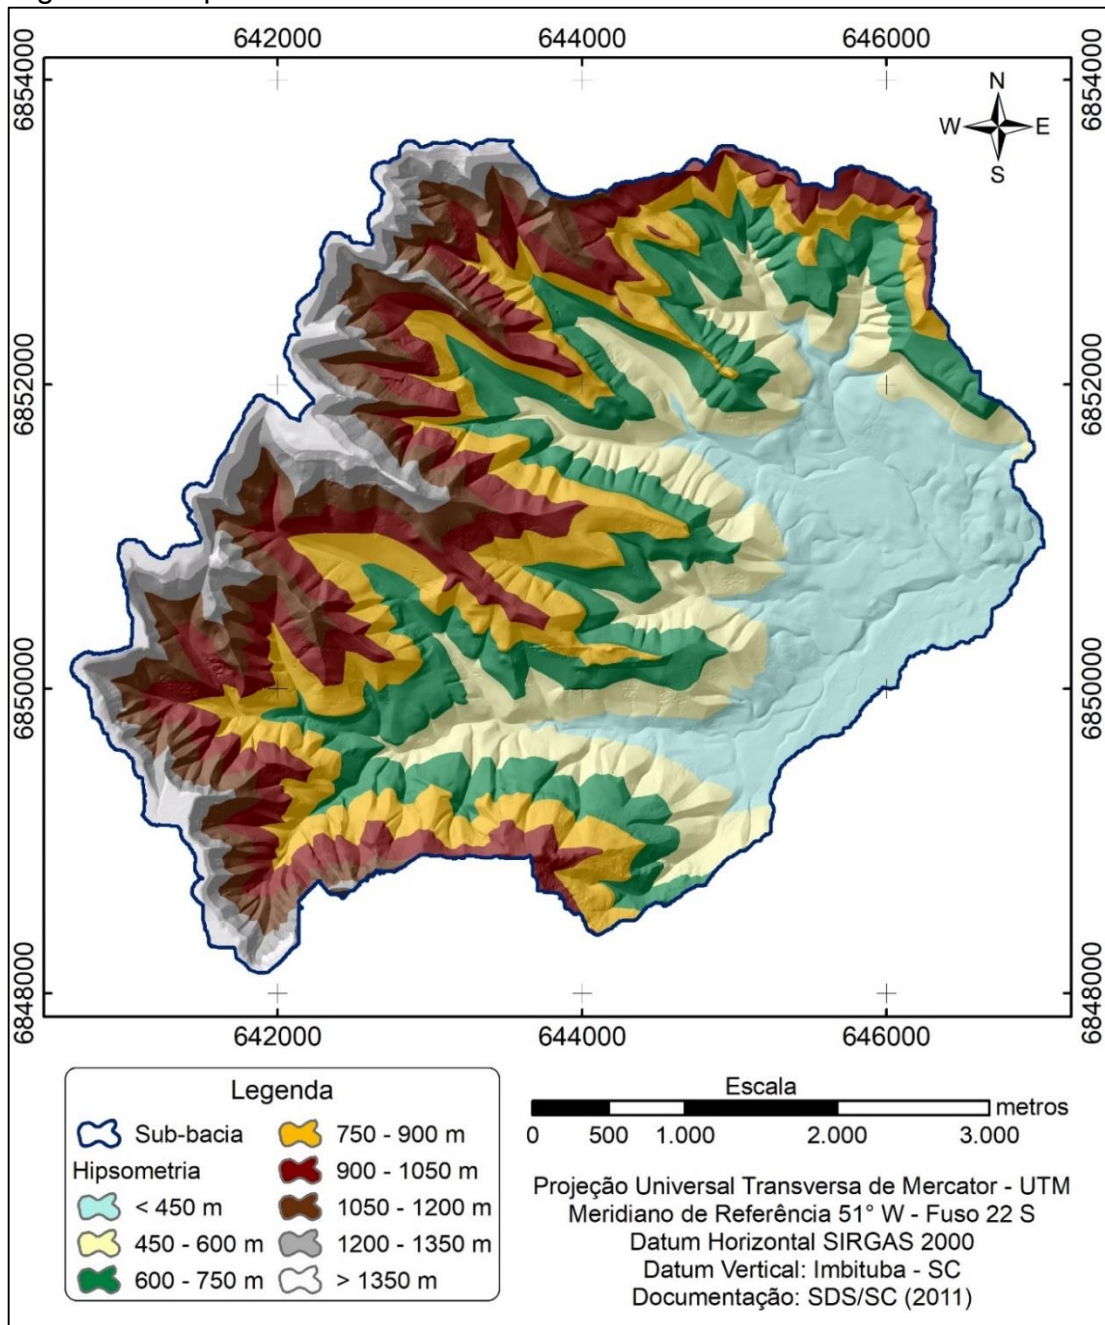 642000 644000 646000
6854000 6854000
N
W E
S
6852000 6852000
6850000 6850000
6848000 6848000
642000 644000 646000
Legenda
Sub-bacia
Hipsometria
< 450 m
450 - 600 m
600 - 750 m
750 - 900 m
900 - 1050 m
1050 - 1200 m
1200 - 1350 m
> 1350 m
Escala
metros
0 500 1.000 2.000 3.000
Projeção Universal Transversa de Mercator - UTM
Meridiano de Referência 51° W - Fuso 22 S
Datum Horizontal SIRGAS 2000
Datum Vertical: Imbituba - SC
Documentação: SDS/SC (2011)